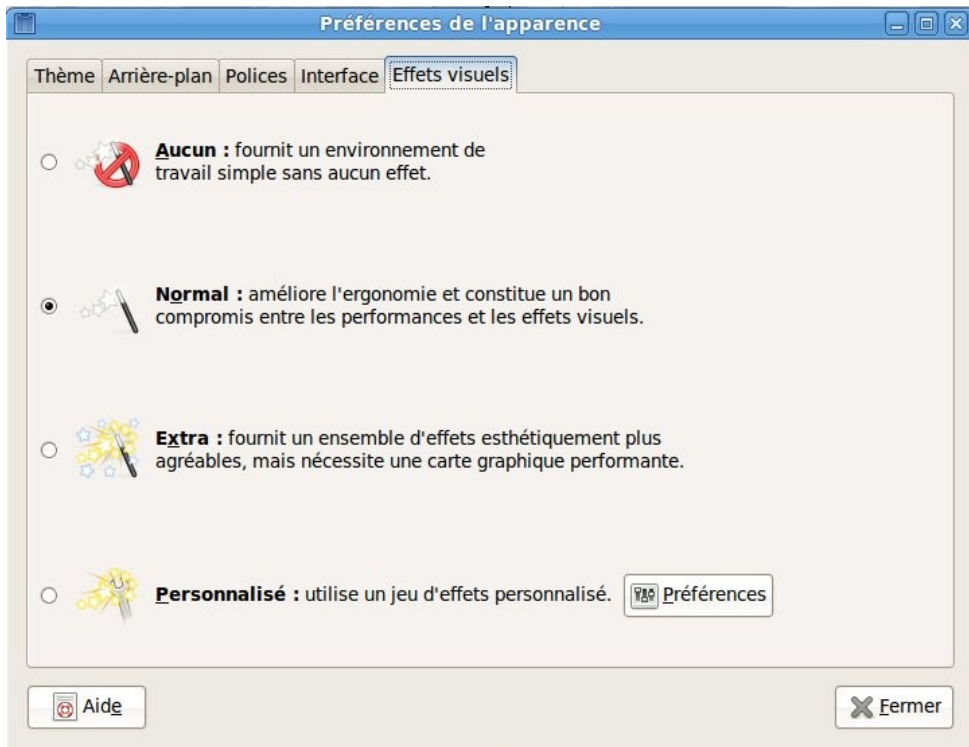 Préférences de l'apparence
Thème Arrière-plan Polices Interface Effets visuels
Aucun : fournit un environnement de
travail simple sans aucun effet.
Normal : améliore l'ergonomie et constitue un bon
compromis entre les performances et les effets visuels.
Extra : fournit un ensemble d'effets esthétiquement plus
agréables, mais nécessite une carte graphique performante.
Personnalisé : utilise un jeu d'effets personnalisé. Préférences
Aide Fermer